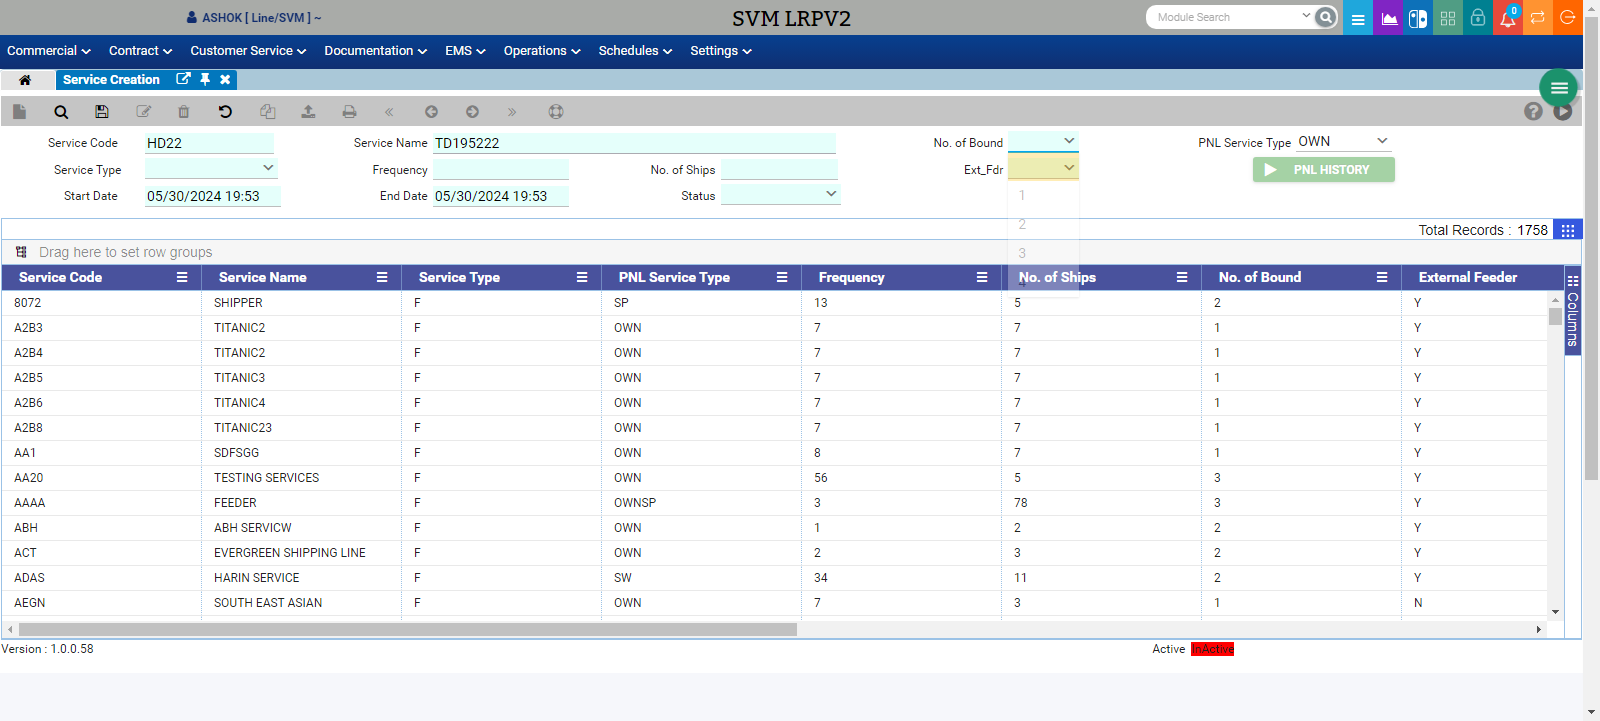 ASHOK [ Line/SVM ] ~
SVM LRPV2
Module Search
0
Commercial Contract Customer Service Documentation EMS Operations Schedules Settings
Service Creation
Service Code HD22 Service Name TD195222 No. of Bound PNL Service Type OWN
Service Type Frequency No. of Ships Ext_Fdr PNL HISTORY
Start Date 05/30/2024 19:53 End Date 05/30/2024 19:53 Status
1
2
3
4
Total Records : 1758
Drag here to set row groups
Service Code Service Name Service Type PNL Service Type Frequency No. of Ships No. of Bound External Feeder
Columns
8072 SHIPPER F SP 13 5 2 Y
A2B3 TITANIC2 F OWN 7 7 1 Y
A2B4 TITANIC2 F OWN 7 7 1 Y
A2B5 TITANIC3 F OWN 7 7 1 Y
A2B6 TITANIC4 F OWN 7 7 1 Y
A2B8 TITANIC23 F OWN 7 7 1 Y
AA1 SDFSGG F OWN 8 7 1 Y
AA20 TESTING SERVICES F OWN 56 5 3 Y
AAAA FEEDER F OWNSP 3 78 3 Y
ABH ABH SERVICW F OWN 1 2 2 Y
ACT EVERGREEN SHIPPING LINE F OWN 2 3 2 Y
ADAS HARIN SERVICE F SW 34 11 2 Y
AEGN SOUTH EAST ASIAN F OWN 7 3 1 N
Version : 1.0.0.58
Active InActive